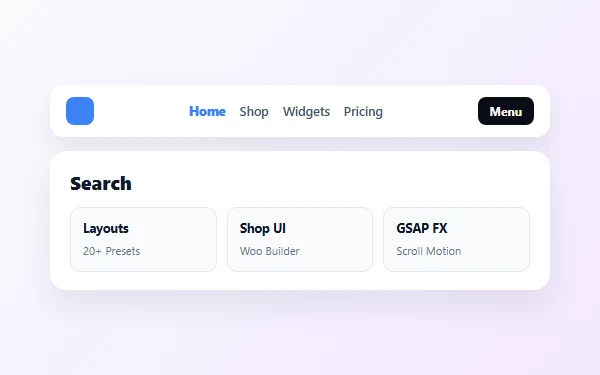 Home Shop Widgets Pricing Menu
Search
Layouts Shop UI GSAP FX
20+ Presets Woo Builder Scroll Motion